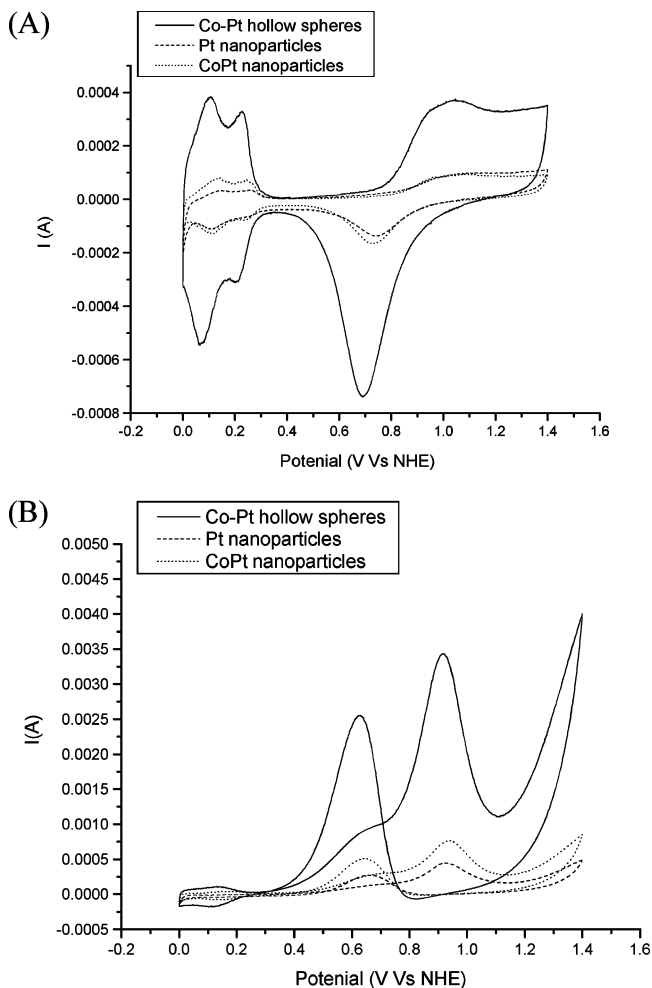 (A)
Co-Pt hollow spheres
Pt nanoparticles
CoPt nanoparticles
0.0004
0.0002
0.0000
-0.0002
-0.0004
-0.0006
-0.0008
I (A)
-0.2 0.0 0.2 0.4 0.6 0.8 1.0 1.2 1.4 1.6
Potenial (V Vs NHE)
(B)
Co-Pt hollow spheres
Pt nanoparticles
CoPt nanoparticles
0.0050
0.0045
0.0040
0.0035
0.0030
0.0025
0.0020
0.0015
0.0010
0.0005
0.0000
-0.0005
I(A)
-0.2 0.0 0.2 0.4 0.6 0.8 1.0 1.2 1.4 1.6
Potenial (V Vs NHE)